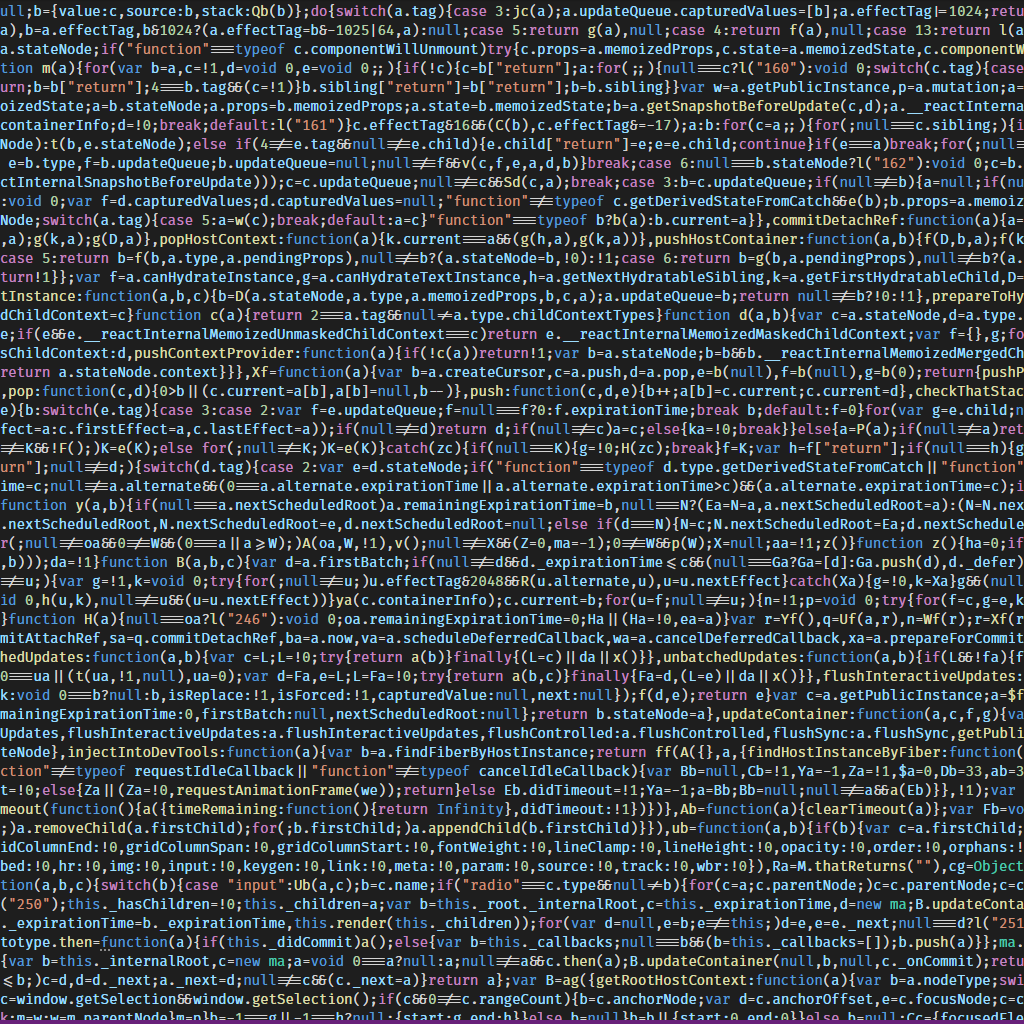 ull;b={value:c,source:b,stack:Qb(b)};do{switch(a.tag){case 3:jc(a);a.updateQueue.capturedValues=[b];a.effectTag|=1024;retu
a),b=a.effectTag,b&1024?(a.effectTag=b&-1025|64,a):null;case 5:return g(a),null;case 4:return f(a),null;case 13:return l(a
a.stateNode;if("function"===typeof c.componentWillUnmount)try{c.props=a.memoizedProps,c.state=a.memoizedState,c.componentW
tion m(a){for(var b=a,c=!1,d=void 0,e=void 0;;){if(!c){c=b["return"];a:for(;;){null===c?l("160"):void 0;switch(c.tag){case
urn;b=b["return"];4===b.tag&&(c=!1)}b.sibling["return"]=b["return"];b=b.sibling}}var w=a.getPublicInstance,p=a.mutation;a=
oizedState;a=b.stateNode;a.props=b.memoizedProps;a.state=b.memoizedState;b=a.getSnapshotBeforeUpdate(c,d);a.__reactInterna
containerInfo;d=!0;break;default:l("161")}c.effectTag&16&&(C(b),c.effectTag&=-17);a:b:for(c=a;;){for(;null===c.sibling;){i
Node):t(b,e.stateNode);else if(4!==e.tag&&null!==e.child){e.child["return"]=e;e=e.child;continue}if(e===a)break;for(;null
e=b.type,f=b.updateQueue;b.updateQueue=null;null!==f&&v(c,f,e,a,d,b)}break;case 6:null===b.stateNode?l("162"):void 0;c=b.
ctInternalSnapshotBeforeUpdate)));c=c.updateQueue;null!==c&&Sd(c,a);break;case 3:b=c.updateQueue;if(null!==b){a=null;if(nu
:void 0;var f=d.capturedValues;d.capturedValues=null;"function"!==typeof c.getDerivedStateFromCatch&&e(b);b.props=a.memoiz
Node;switch(a.tag){case 5:a=w(c);break;default:a=c}"function"===typeof b?b(a):b.current=a}},commitDetachRef:function(a){a=
,a);g(k,a);g(D,a)},popHostContext:function(a){k.current===a&&(g(h,a),g(k,a))},pushHostContainer:function(a,b){f(D,b,a);f(k
case 5:return b=f(b,a.type,a.pendingProps),null!==b?(a.stateNode=b,!0):!1;case 6:return b=g(b,a.pendingProps),null!==b?(a.
turn!1}};var f=a.canHydrateInstance,g=a.canHydrateTextInstance,h=a.getNextHydratableSibling,k=a.getFirstHydratableChild,D=
tInstance:function(a,b,c){b=D(a.stateNode,a.type,a.memoizedProps,b,c,a);a.updateQueue=b;return null!==b?!0:!1},prepareToHy
dChildContext=c}function c(a){return 2===a.tag&&null!=a.type.childContextTypes}function d(a,b){var c=a.stateNode,d=a.type.
e;if(e&&e.__reactInternalMemoizedUnmaskedChildContext===c)return e.__reactInternalMemoizedMaskedChildContext;var f={},g;fo
sChildContext:d,pushContextProvider:function(a){if(!c(a))return!1;var b=a.stateNode;b=b&&b.__reactInternalMemoizedMergedCh
return a.stateNode.context}}},Xf=function(a){var b=a.createCursor,c=a.push,d=a.pop,e=b(null),f=b(null),g=b(0);return{pushP
,pop:function(c,d){0>b||(c.current=a[b],a[b]=null,b--)},push:function(c,d,e){b++;a[b]=c.current;c.current=d},checkThatStac
e){b:switch(e.tag){case 3:case 2:var f=e.updateQueue;f=null===f?0:f.expirationTime;break b;default:f=0}for(var g=e.child;n
fect=a:c.firstEffect=a,c.lastEffect=a));if(null!==d)return d;if(null!==c)a=c;else{ka=!0;break}}else{a=P(a);if(null!==a)ret
!==K&&!F();)K=e(K);else for(;null!==K;)K=e(K)}catch(zc){if(null===K){g=!0;H(zc);break}f=K;var h=f["return"];if(null===h){g
urn"];null!==d;){switch(d.tag){case 2:var e=d.stateNode;if("function"===typeof d.type.getDerivedStateFromCatch||"function"
ime=c;null!==a.alternate&&(0===a.alternate.expirationTime||a.alternate.expirationTime>c)&&(a.alternate.expirationTime=c);i
function y(a,b){if(null===a.nextScheduledRoot)a.remainingExpirationTime=b,null===N?(Ea=N=a,a.nextScheduledRoot=a):(N=N.nex
.nextScheduledRoot,N.nextScheduledRoot=e,d.nextScheduledRoot=null;else if(d===N){N=c;N.nextScheduledRoot=Ea;d.nextSchedule
r(;null!==oa&&0!==W&&(0===a||a>=W);)A(oa,W,!1),v();null!==X&&(Z=0,ma=-1);0!==W&&p(W);X=null;aa=!1;z()}function z(){ha=0;if
,b)));da=!1}function B(a,b,c){var d=a.firstBatch;if(null!==d&&d._expirationTime<=c&&(null===Ga?Ga=[d]:Ga.push(d),d._defer)
!==u;){var g=!1,k=void 0;try{for(;null!==u;)u.effectTag&2048&&R(u.alternate,u),u=u.nextEffect}catch(Xa){g=!0,k=Xa}g&&(null
id 0,h(u,k),null!==u&&(u=u.nextEffect))}ya(c.containerInfo);c.current=b;for(u=f;null!==u;){n=!1;p=void 0;try{for(f=c,g=e,k
}function H(a){null===oa?l("246"):void 0;oa.remainingExpirationTime=0;Ha||(Ha=!0,ea=a)}var r=Yf(),q=Uf(a,r),n=Wf(r);r=Xf(r
mitAttachRef,sa=q.commitDetachRef,ba=a.now,va=a.scheduleDeferredCallback,wa=a.cancelDeferredCallback,xa=a.prepareForCommit
hedUpdates:function(a,b){var c=L;L=!0;try{return a(b)}finally{(L=c)||da||x()}},unbatchedUpdates:function(a,b){if(L&&!fa){f
0===ua||(t(ua,!1,null),ua=0);var d=Fa,e=L;L=Fa=!0;try{return a(b,c)}finally{Fa=d,(L=e)||da||x()}},flushInteractiveUpdates:
k:void 0===b?null:b,isReplace:!1,isForced:!1,capturedValue:null,next:null});f(d,e);return e}var c=a.getPublicInstance;a=$f
mainingExpirationTime:0,firstBatch:null,nextScheduledRoot:null};return b.stateNode=a},updateContainer:function(a,c,f,g){va
Updates,flushInteractiveUpdates:a.flushInteractiveUpdates,flushControlled:a.flushControlled,flushSync:a.flushSync,getPubli
teNode},injectIntoDevTools:function(a){var b=a.findFiberByHostInstance;return ff(A({},a,{findHostInstanceByFiber:function(
ction"!==typeof requestIdleCallback||"function"!==typeof cancelIdleCallback){var Bb=null,Cb=!1,Ya=-1,Za=!1,$a=0,Db=33,ab=3
t=!0;else{Za||(Za=!0,requestAnimationFrame(we));return}else Eb.didTimeout=!1;Ya=-1;a=Bb;Bb=null;null!==a&&a(Eb)}},!1);var
meout(function(){a({timeRemaining:function(){return Infinity},didTimeout:!1})})},Ab=function(a){clearTimeout(a)};var Fb=vo
;)a.removeChild(a.firstChild);for(;b.firstChild;)a.appendChild(b.firstChild)}}),ub=function(a,b){if(b){var c=a.firstChild;
idColumnEnd:!0,gridColumnSpan:!0,gridColumnStart:!0,fontWeight:!0,lineClamp:!0,lineHeight:!0,opacity:!0,order:!0,orphans:!
bed:!0,hr:!0,img:!0,input:!0,keygen:!0,link:!0,meta:!0,param:!0,source:!0,track:!0,wbr:!0}),Ra=M.thatReturns(""),cg=Object
tion(a,b,c){switch(b){case "input":Ub(a,c);b=c.name;if("radio"===c.type&&null!=b){for(c=a;c.parentNode;)c=c.parentNode;c=c
("250");this._hasChildren=!0;this._children=a;var b=this._root._internalRoot,c=this._expirationTime,d=new ma;B.updateConta
._expirationTime=b._expirationTime,this.render(this._children));for(var d=null,e=b;e!==this;)d=e,e=e._next;null===d?l("251
totype.then=function(a){if(this._didCommit)a();else{var b=this._callbacks;null===b&&(b=this._callbacks=[]);b.push(a)}};ma.
{var b=this._internalRoot,c=new ma;a=void 0===a?null:a;null!==a&&c.then(a);B.updateContainer(null,b,null,c._onCommit);retu
<=b;)c=d,d=d._next;a._next=d;null!==c&&(c._next=a)}return a};var B=ag({getRootHostContext:function(a){var b=a.nodeType;swi
c=window.getSelection&&window.getSelection();if(c&&0!==c.rangeCount){b=c.anchorNode;var d=c.anchorOffset,e=c.focusNode;c=c
k;m=w;w=m.parentNode}m=p}b=-1===g||-1===h?null:{start:g,end:h}}else b=null}b=b||{start:0,end:0}}else b=null;Cc={focusedEle